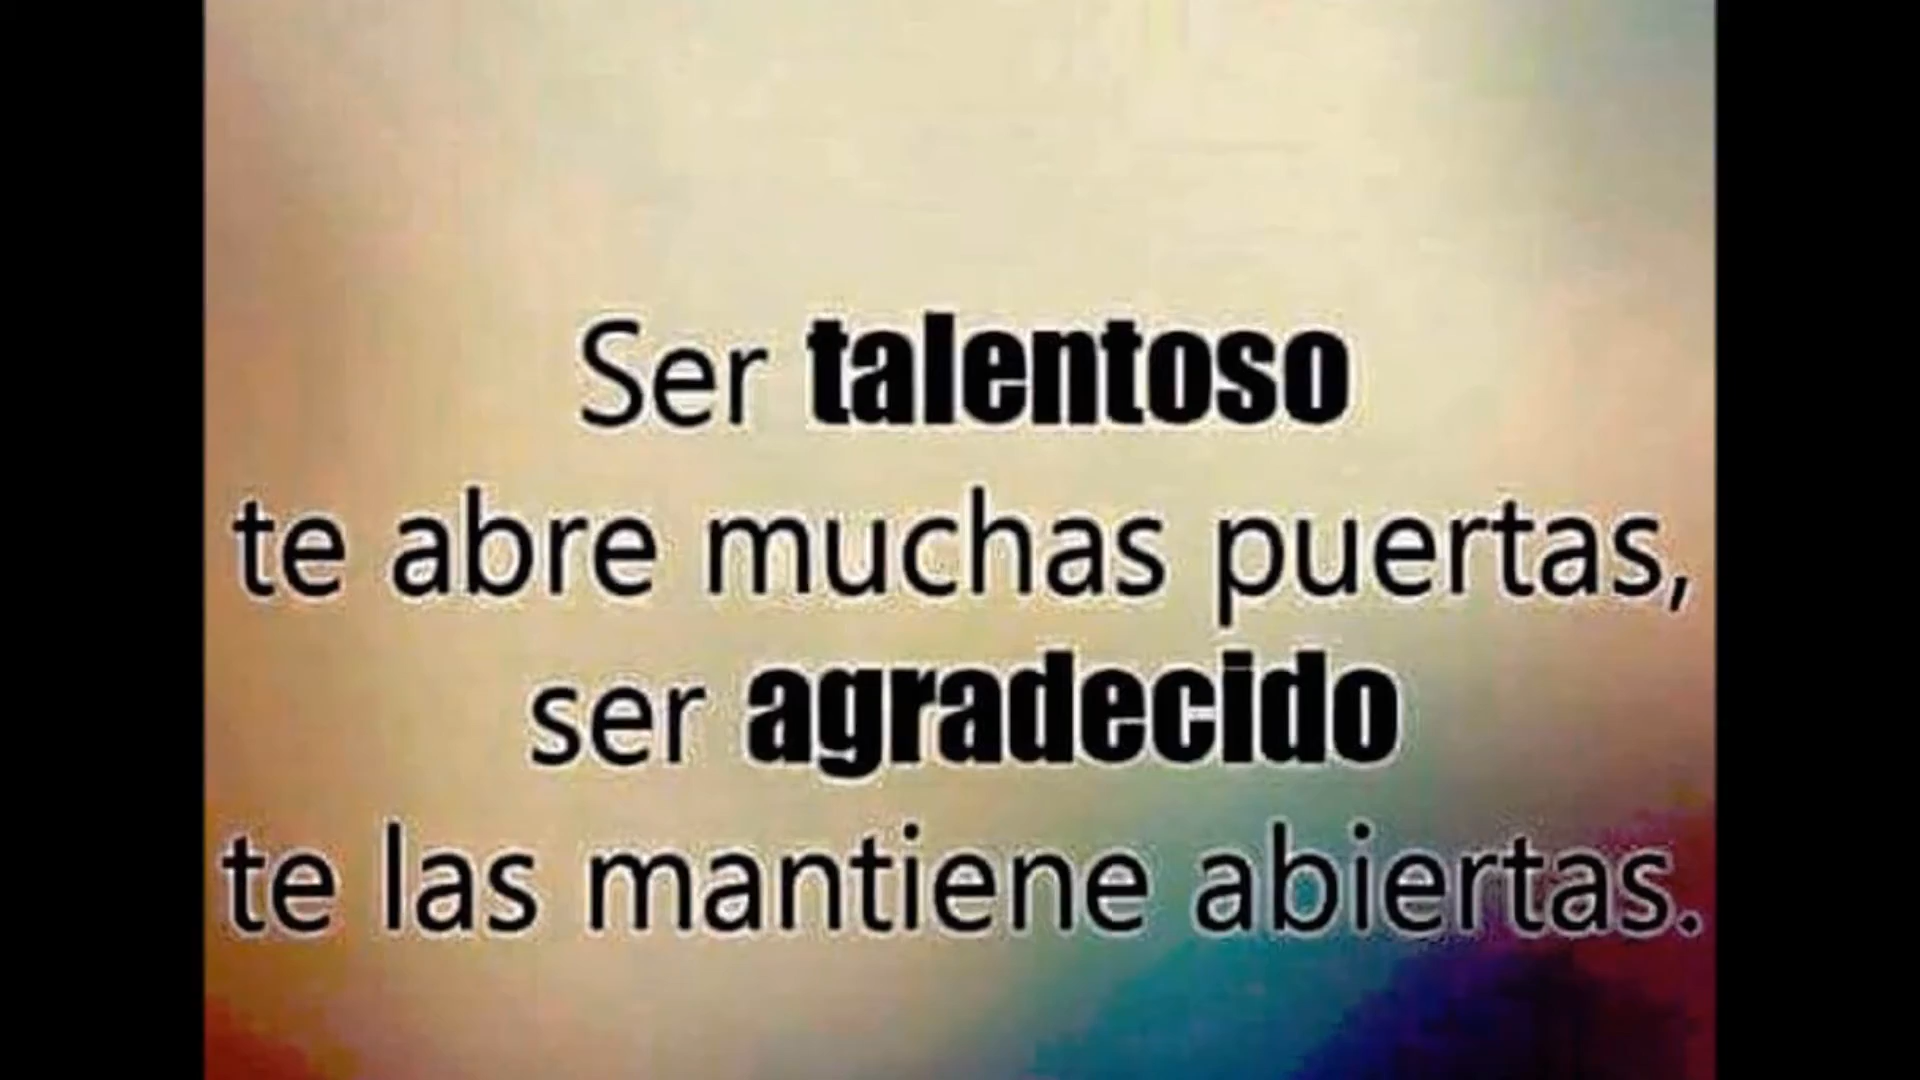 Ser talentoso
te abre muchas puertas,
ser agradecido
te las mantiene abiertas.